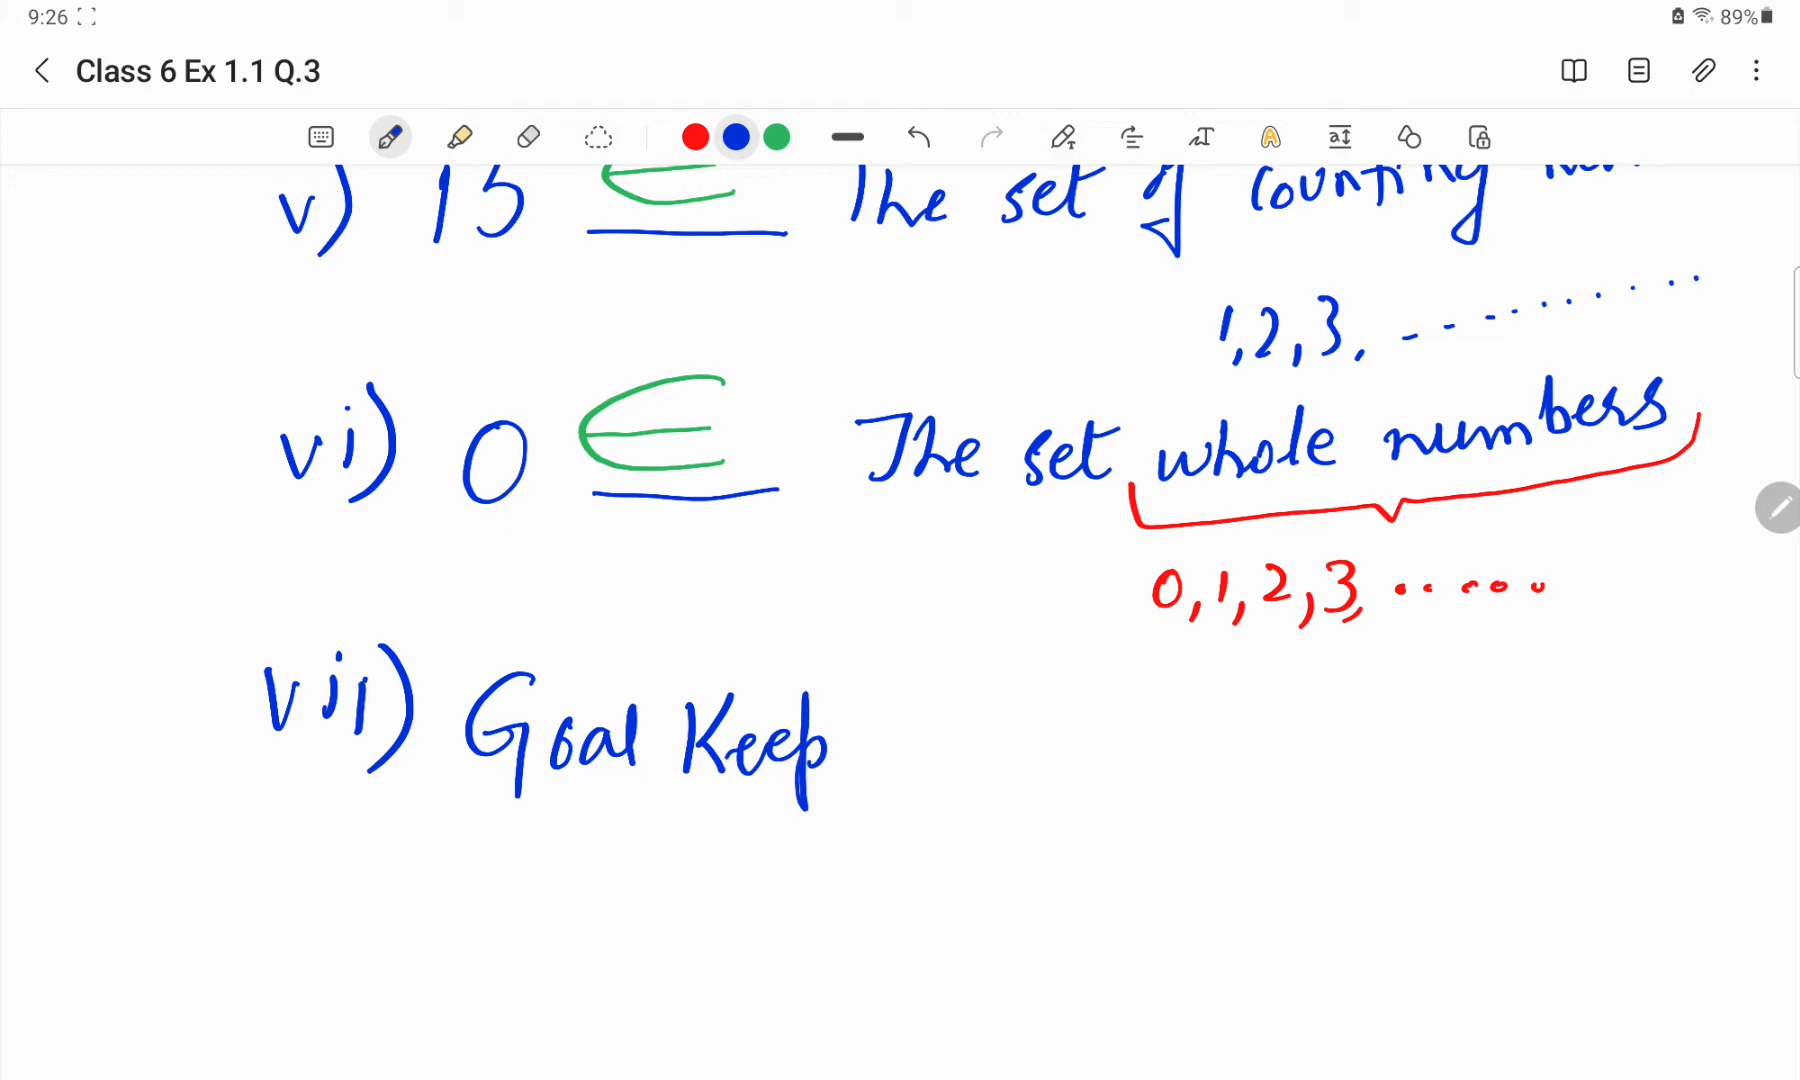 9:26 89%
Class 6 Ex 1.1 Q.3
v) 15 ∈ The set of counting
1, 2, 3, ............
vi) 0 ∈ The set whole numbers
0, 1, 2, 3, ......
vii) Goal Keep